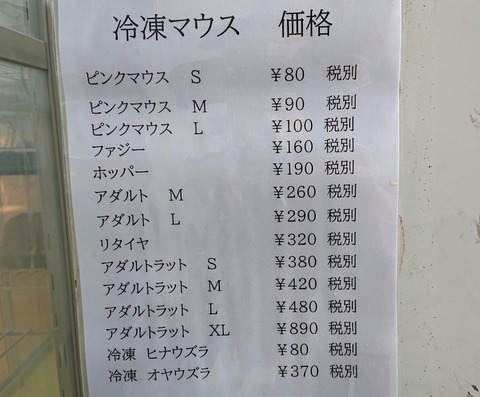 冷凍マウス 価格
ピンクマウス S ¥80 税別
ピンクマウス M ¥90 税別
ピンクマウス L ¥100 税別
ファジー ¥160 税別
ホッパー ¥190 税別
アダルト M ¥260 税別
アダルト L ¥290 税別
リタイヤ ¥320 税別
アダルトラット S ¥380 税別
アダルトラット M ¥420 税別
アダルトラット L ¥480 税別
アダルトラット XL ¥890 税別
冷凍 ヒナウズラ ¥80 税別
冷凍 オヤウズラ ¥370 税別